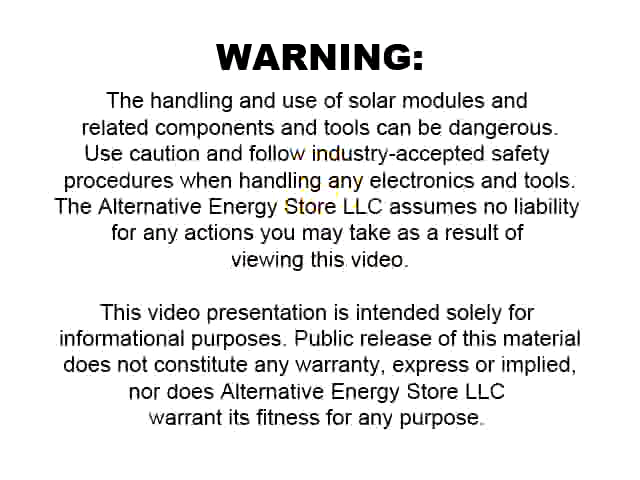 WARNING:
The handling and use of solar modules and
related components and tools can be dangerous.
Use caution and follow industry-accepted safety
procedures when handling any electronics and tools.
The Alternative Energy Store LLC assumes no liability
for any actions you may take as a result of
viewing this video.
This video presentation is intended solely for
informational purposes. Public release of this material
does not constitute any warranty, express or implied,
nor does Alternative Energy Store LLC
warrant its fitness for any purpose.